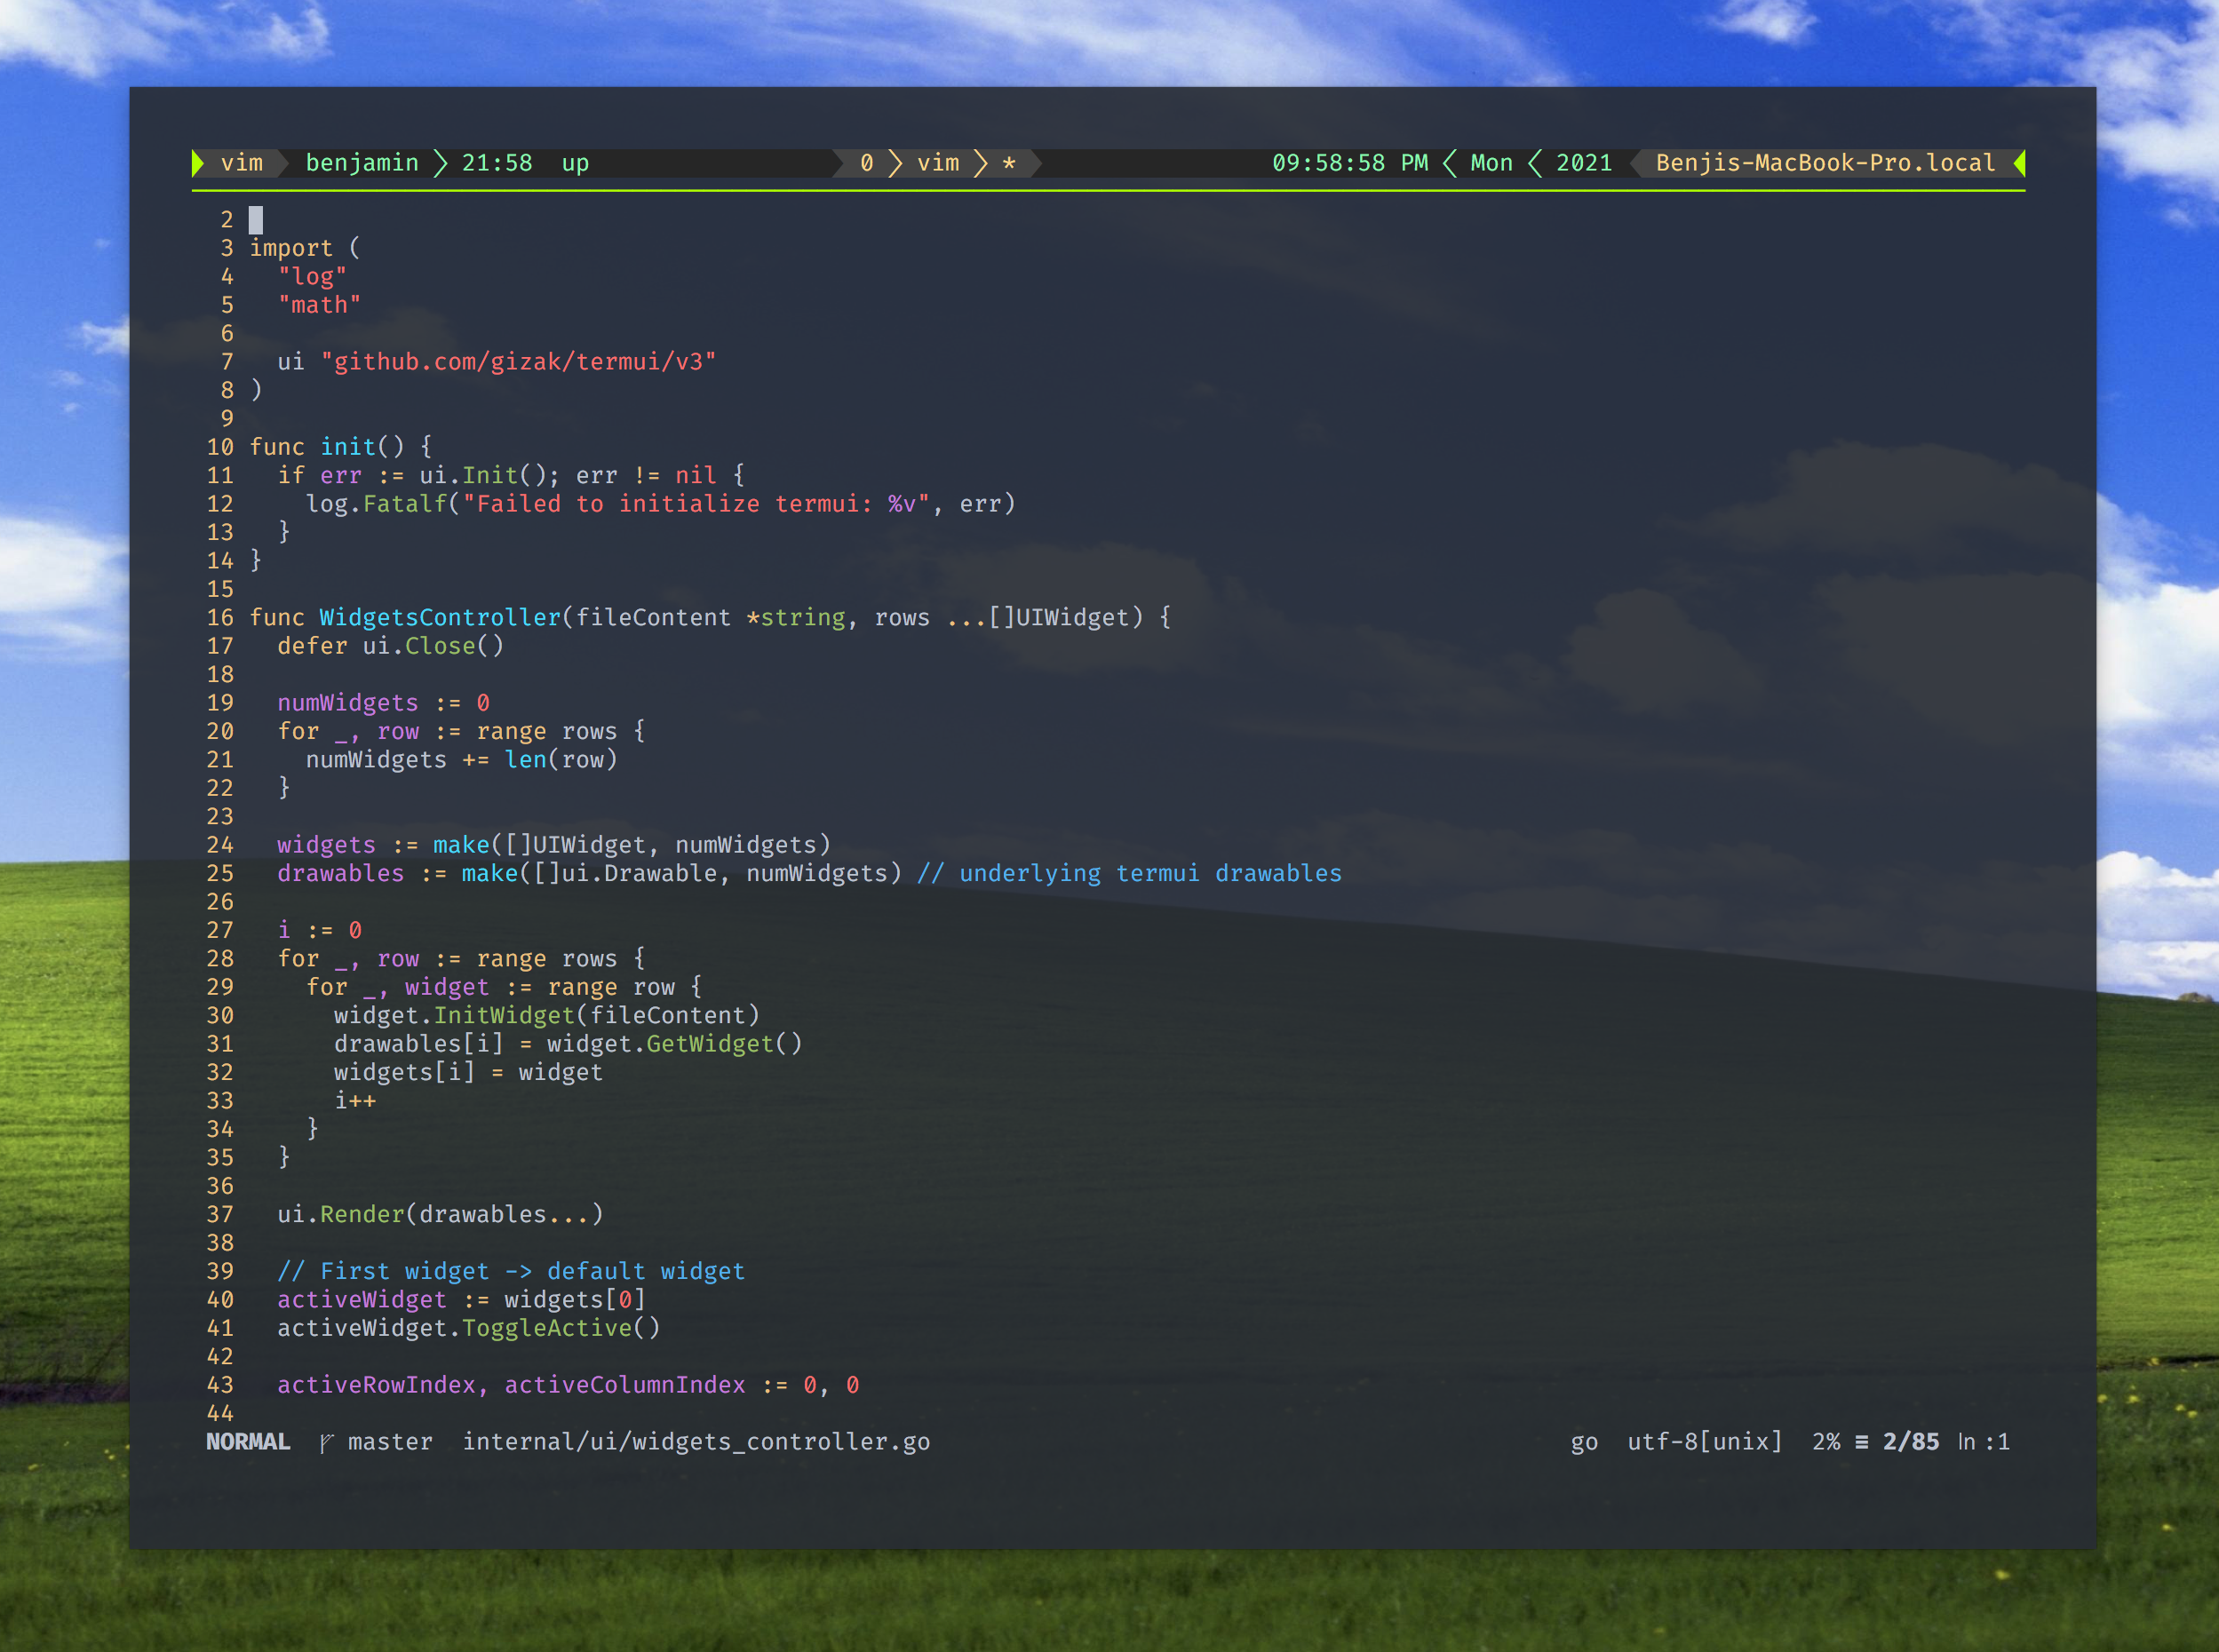 vim benjamin 21:58 up 0 vim * 09:58:58 PM Mon 2021 Benjis-MacBook-Pro.local
2
3 import (
4   "log"
5   "math"
6
7   ui "github.com/gizak/termui/v3"
8 )
9
10 func init() {
11   if err := ui.Init(); err != nil {
12     log.Fatalf("Failed to initialize termui: %v", err)
13   }
14 }
15
16 func WidgetsController(fileContent *string, rows ...[]UIWidget) {
17   defer ui.Close()
18
19   numWidgets := 0
20   for _, row := range rows {
21     numWidgets += len(row)
22   }
23
24   widgets := make([]UIWidget, numWidgets)
25   drawables := make([]ui.Drawable, numWidgets) // underlying termui drawables
26
27   i := 0
28   for _, row := range rows {
29     for _, widget := range row {
30       widget.InitWidget(fileContent)
31       drawables[i] = widget.GetWidget()
32       widgets[i] = widget
33       i++
34     }
35   }
36
37   ui.Render(drawables...)
38
39   // First widget -> default widget
40   activeWidget := widgets[0]
41   activeWidget.ToggleActive()
42
43   activeRowIndex, activeColumnIndex := 0, 0
44
NORMAL master internal/ui/widgets_controller.go go utf-8[unix] 2% ≡ 2/85 ln :1